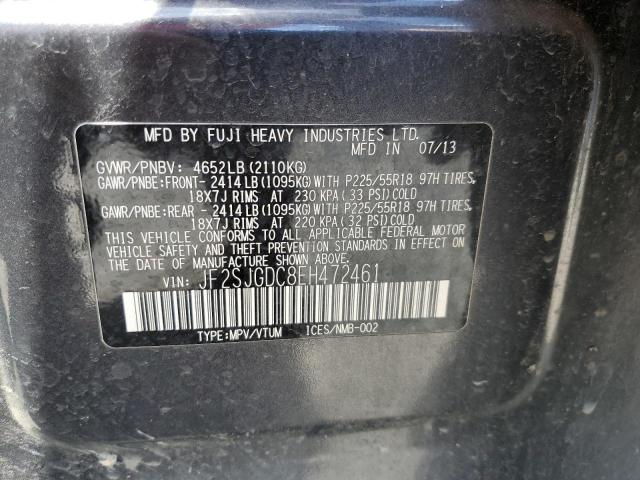 MFD BY FUJI HEAVY INDUSTRIES LTD.
MFD IN 07/13
GVWR/PNBV: 4652LB(2110KG)
GAWR/PNBE:FRONT- 2414LB(1095KG)WITH P225/55R18 97H TIRES,
18X7J RIMS AT 230 KPA(33 PSI)COLD
GAWR/PNBE:REAR - 2414LB(1095KG)WITH P225/55R18 97H TIRES,
18X7J RIMS AT 220 KPA(32 PSI)COLD
THIS VEHICLE CONFORMS TO ALL APPLICABLE FEDERAL MOTOR
VEHICLE SAFETY AND THEFT PREVENTION STANDARDS IN EFFECT ON
THE DATE OF MANUFACTURE SHOWN ABOVE.
VIN: JF2SJGDC8EH472461
TYPE:MPV/VTUM ICES/NMB-002